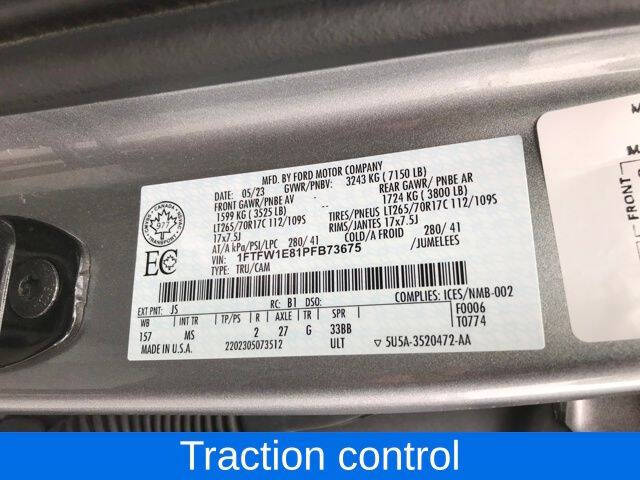 MFD. BY FORD MOTOR COMPANY
05/23 GVWR/PNBV: 3243 KG ( 7150 LB)
FRONT GAWR/PNBE AV REAR GAWR/ PNBE AR
1599 KG ( 3525 LB) 1724 KG ( 3800 LB)
LT265/70R17C 112/109S TIRES/PNEUS LT265/70R17C 112/109S
17x7.5J RIMS/JANTES 17x7.5J
AT/A kPa/PSI/LPC 280/ 41 COLD/A FROID 280/ 41
VIN: 1FTFW1E81PFB73675 /JUMELEES
TYPE: TRU/CAM
CANADA
TRANSPORT
977
EC
EXT PNT: JS RC: B1 DSO: COMPLIES: ICES/NMB-002
WB INT TR TP/PS R AXLE TR SPR F0006
157 MS 2 27 G 33BB T0774
MADE IN U.S.A. 2202305073512 ULT ▽ 5U5A-3520472-AA
FRONT
Traction control